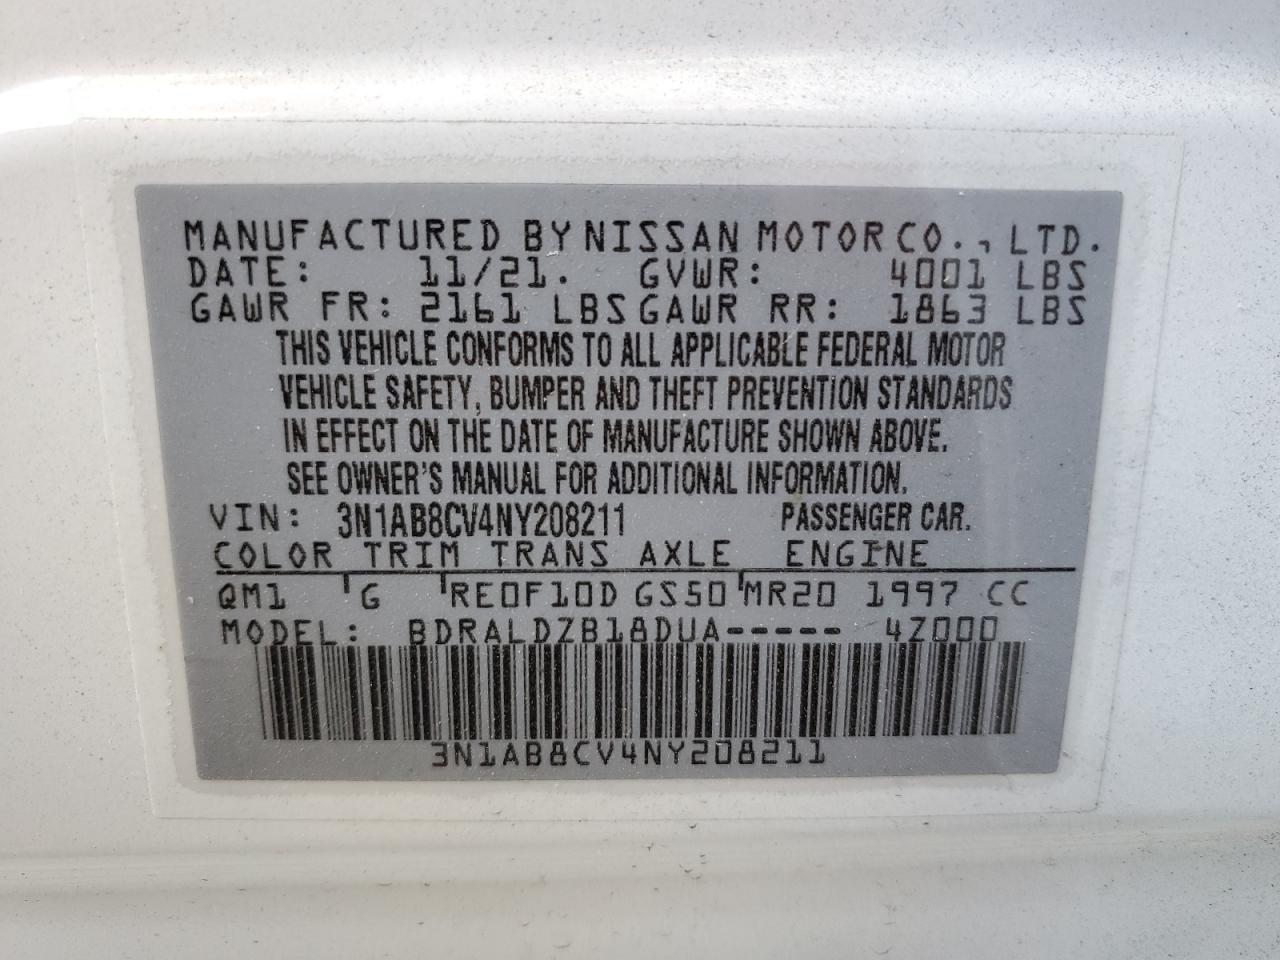 MANUFACTURED BY NISSAN MOTOR CO., LTD.
DATE: 11/21. GVWR: 4001 LBS
GAWR FR: 2161 LBS GAWR RR: 1863 LBS
THIS VEHICLE CONFORMS TO ALL APPLICABLE FEDERAL MOTOR
VEHICLE SAFETY, BUMPER AND THEFT PREVENTION STANDARDS
IN EFFECT ON THE DATE OF MANUFACTURE SHOWN ABOVE.
SEE OWNER'S MANUAL FOR ADDITIONAL INFORMATION.
VIN: 3N1AB8CV4NY208211 PASSENGER CAR.
COLOR TRIM TRANS AXLE ENGINE
QM1 G RE0F10D GS50 MR20 1997 CC
MODEL: BDRALDZB18DUA----- 4Z000
3N1AB8CV4NY208211